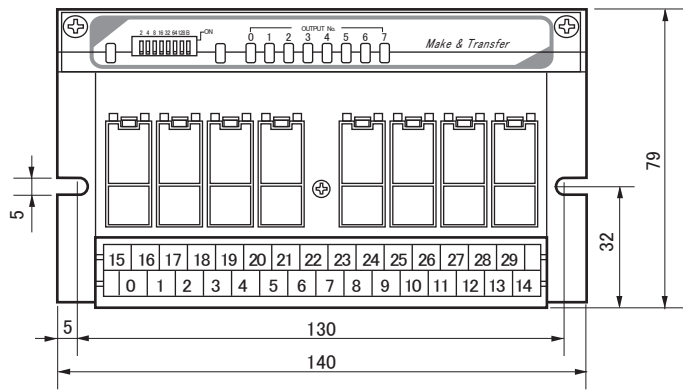 OUTPUT No.
2 4 8 16 32 64 128 B ON
0 1 2 3 4 5 6 7
Make & Transfer
15 16 17 18 19 20 21 22 23 24 25 26 27 28 29
0 1 2 3 4 5 6 7 8 9 10 11 12 13 14
5
79
32
5
130
140